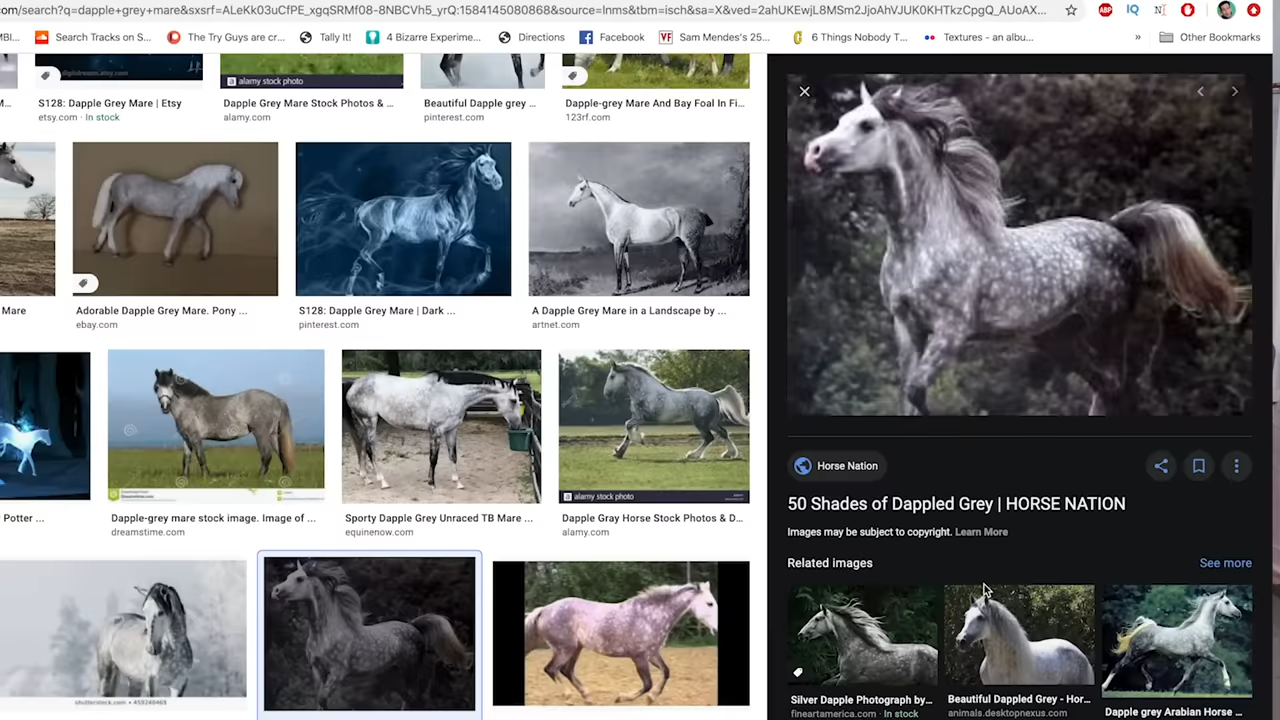 com/search?q=dapple+grey+mare&sxsrf=ALeKk03uCfPE_xgqSRMf08-8NBCVh5_yrQ:1584145080868&source=lnms&tbm=isch&sa=X&ved=2ahUKEwjL8MSm2JjoAhVJUK0KHTkzCpgQ_AUoAX...
ABP
IQ
Search Tracks on S...
The Try Guys are cr...
Tally It!
4 Bizarre Experime...
Directions
Facebook
VF
Sam Mendes's 25...
6 Things Nobody T...
Textures - an albu...
»
Other Bookmarks
a alamy stock photo
S128: Dapple Grey Mare | Etsy
etsy.com · In stock
Dapple Grey Mare Stock Photos & ...
alamy.com
Beautiful Dapple grey ...
pinterest.com
Dapple-grey Mare And Bay Foal In Fi...
123rf.com
Mare
Adorable Dapple Grey Mare. Pony ...
ebay.com
S128: Dapple Grey Mare | Dark ...
pinterest.com
A Dapple Grey Mare in a Landscape by ...
artnet.com
Potter ...
Dapple-grey mare stock image. Image of ...
dreamstime.com
Sporty Dapple Grey Unraced TB Mare ...
equinenow.com
a alamy stock photo
Dapple Gray Horse Stock Photos & D...
alamy.com
shutterstock.com • 459240469
Horse Nation
50 Shades of Dappled Grey | HORSE NATION
Images may be subject to copyright. Learn More
Related images
See more
Silver Dapple Photograph by...
fineartamerica.com · In stock
Beautiful Dappled Grey - Hor...
animals.desktopnexus.com
Dapple grey Arabian Horse ...